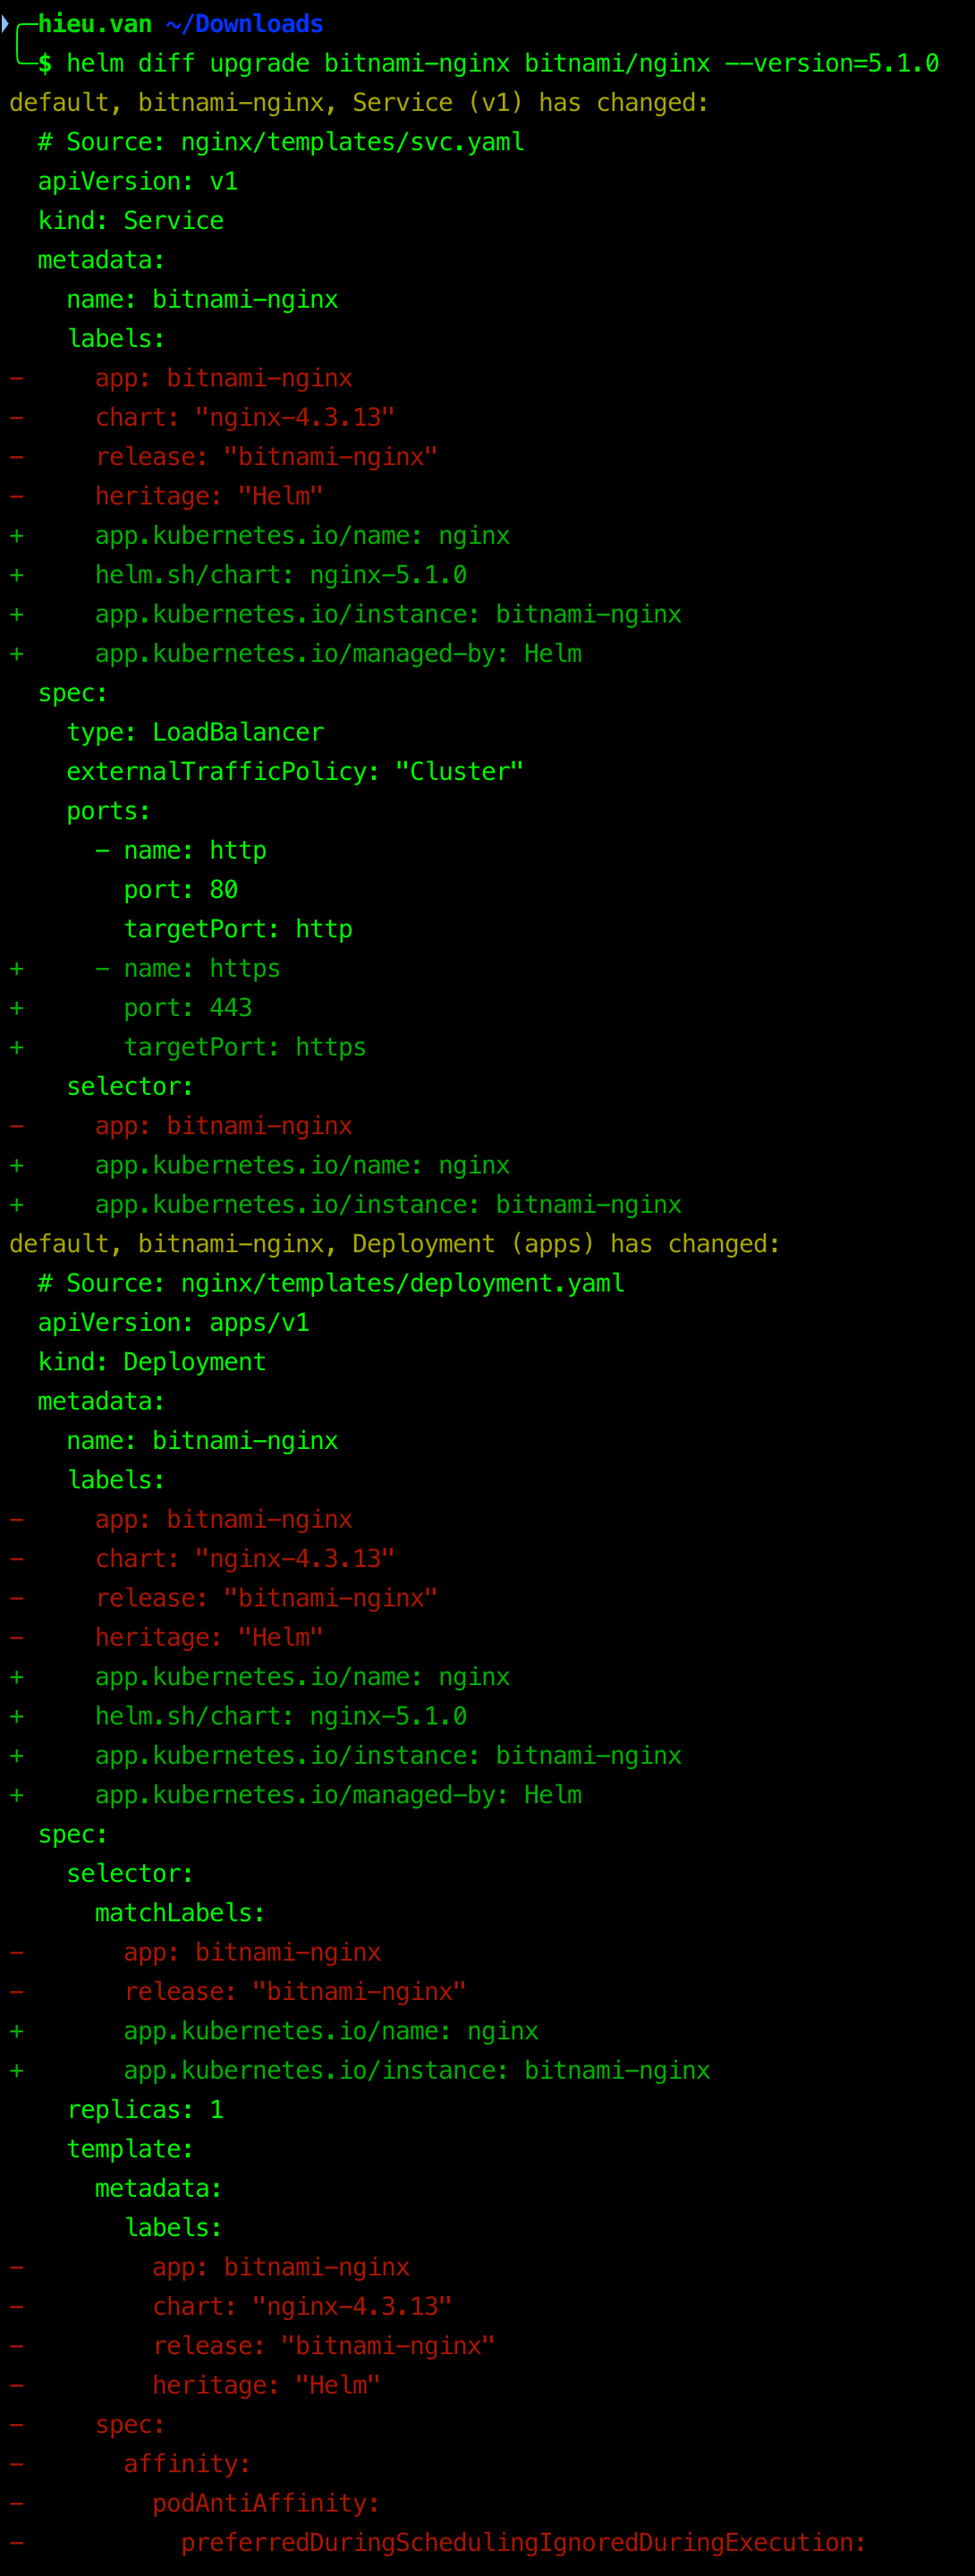 hieu.van ~/Downloads
$ helm diff upgrade bitnami-nginx bitnami/nginx --version=5.1.0
default, bitnami-nginx, Service (v1) has changed:
  # Source: nginx/templates/svc.yaml
  apiVersion: v1
  kind: Service
  metadata:
    name: bitnami-nginx
    labels:
-     app: bitnami-nginx
-     chart: "nginx-4.3.13"
-     release: "bitnami-nginx"
-     heritage: "Helm"
+     app.kubernetes.io/name: nginx
+     helm.sh/chart: nginx-5.1.0
+     app.kubernetes.io/instance: bitnami-nginx
+     app.kubernetes.io/managed-by: Helm
  spec:
    type: LoadBalancer
    externalTrafficPolicy: "Cluster"
    ports:
      - name: http
        port: 80
        targetPort: http
+     - name: https
+       port: 443
+       targetPort: https
    selector:
-     app: bitnami-nginx
+     app.kubernetes.io/name: nginx
+     app.kubernetes.io/instance: bitnami-nginx
default, bitnami-nginx, Deployment (apps) has changed:
  # Source: nginx/templates/deployment.yaml
  apiVersion: apps/v1
  kind: Deployment
  metadata:
    name: bitnami-nginx
    labels:
-     app: bitnami-nginx
-     chart: "nginx-4.3.13"
-     release: "bitnami-nginx"
-     heritage: "Helm"
+     app.kubernetes.io/name: nginx
+     helm.sh/chart: nginx-5.1.0
+     app.kubernetes.io/instance: bitnami-nginx
+     app.kubernetes.io/managed-by: Helm
  spec:
    selector:
      matchLabels:
-       app: bitnami-nginx
-       release: "bitnami-nginx"
+       app.kubernetes.io/name: nginx
+       app.kubernetes.io/instance: bitnami-nginx
    replicas: 1
    template:
      metadata:
        labels:
-         app: bitnami-nginx
-         chart: "nginx-4.3.13"
-         release: "bitnami-nginx"
-         heritage: "Helm"
-     spec:
-       affinity:
-         podAntiAffinity:
-           preferredDuringSchedulingIgnoredDuringExecution: